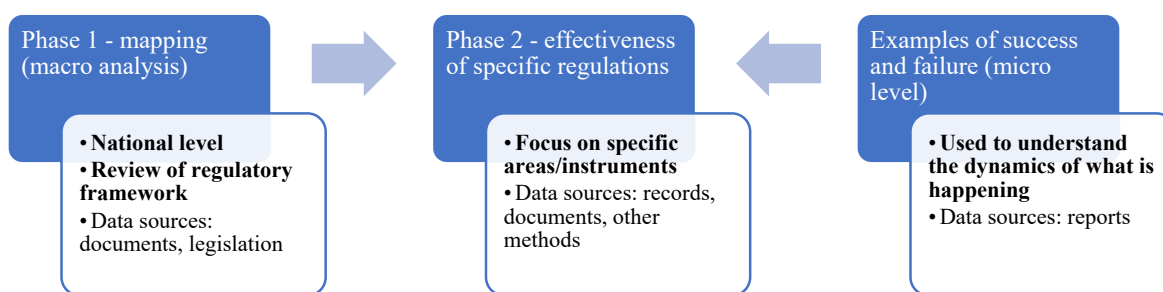 Phase 1 - mapping
(macro analysis)
• National level
• Review of regulatory
framework
• Data sources:
documents, legislation
Phase 2 - effectiveness
of specific regulations
• Focus on specific
areas/instruments
• Data sources: records,
documents, other
methods
Examples of success
and failure (micro
level)
• Used to understand
the dynamics of what is
happening
• Data sources: reports